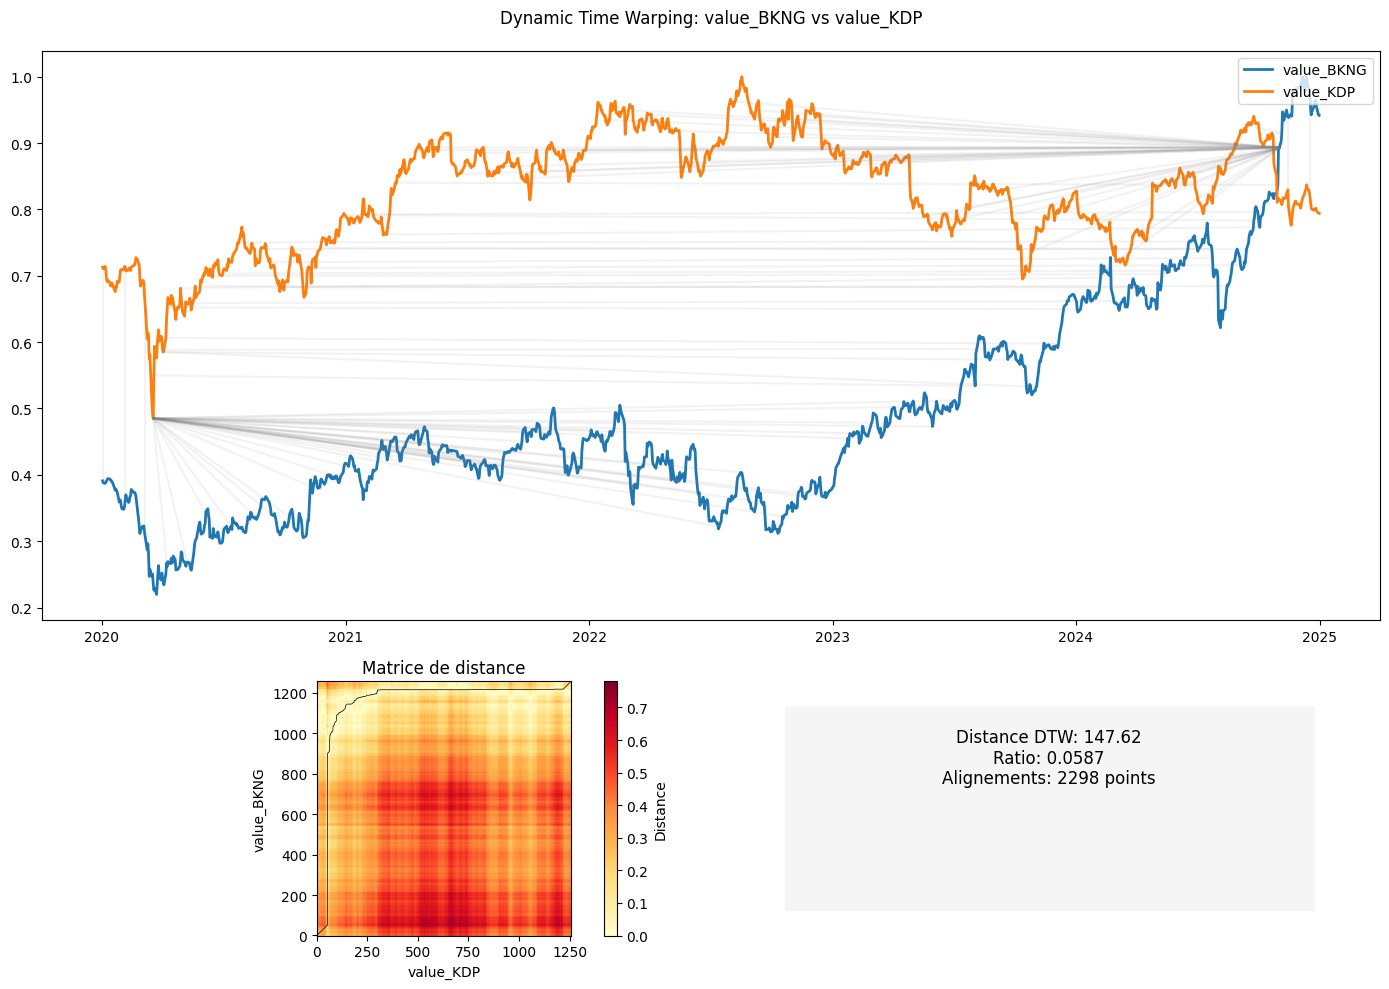 Dynamic Time Warping: value_BKNG vs value_KDP
value_BKNG
value_KDP
1.0
0.9
0.8
0.7
0.6
0.5
0.4
0.3
0.2
2020 2021 2022 2023 2024 2025
Matrice de distance
value_BKNG
1200
1000
800
600
400
200
0
0 250 500 750 1000 1250
value_KDP
0.7
0.6
0.5
0.4
0.3
0.2
0.1
0.0
Distance
Distance DTW: 147.62
Ratio: 0.0587
Alignements: 2298 points